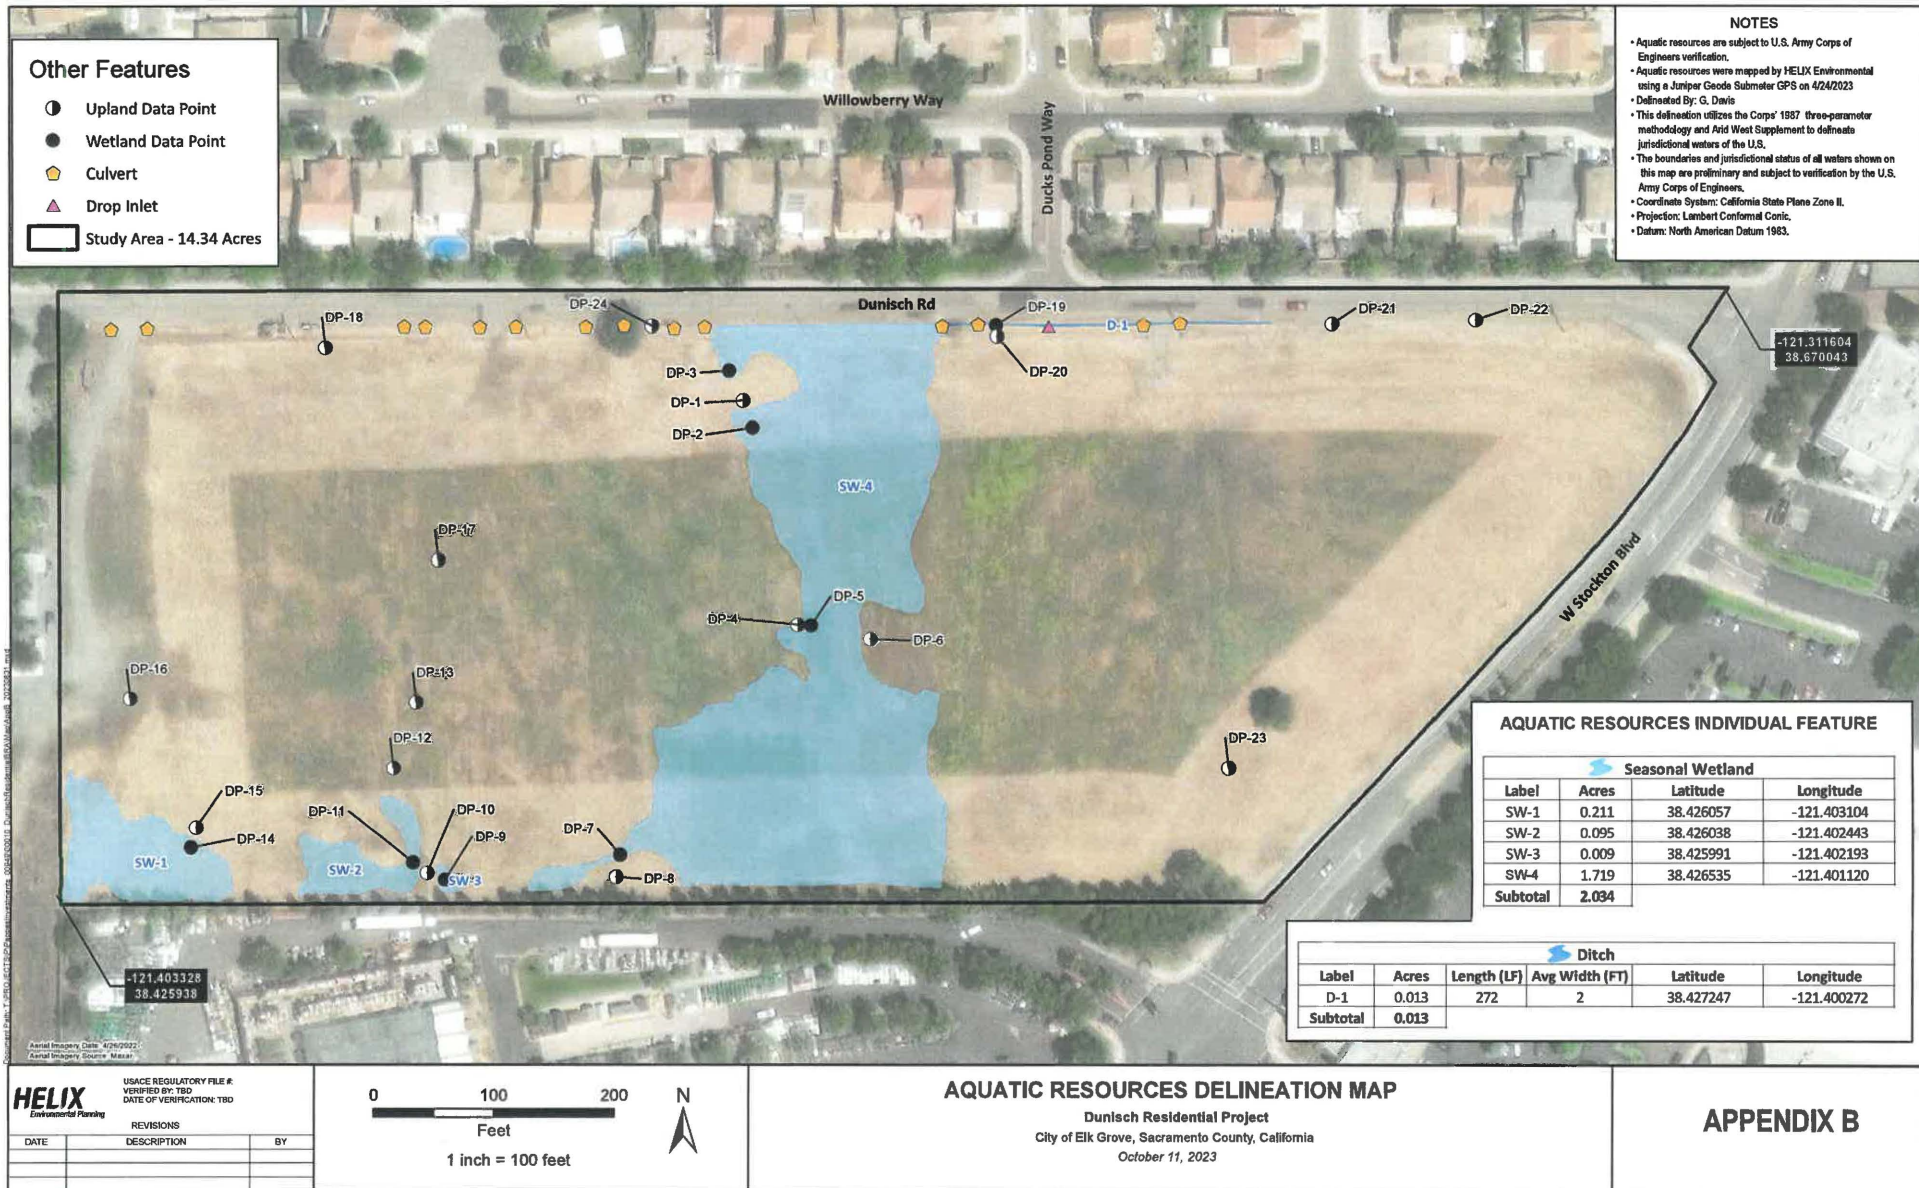 Other Features
Upland Data Point
Wetland Data Point
Culvert
Drop Inlet
Study Area - 14.34 Acres
Willowberry Way
Ducks Pond Way
NOTES
• Aquatic resources are subject to U.S. Army Corps of
Engineers verification.
• Aquatic resources were mapped by HELIX Environmental
using a Juniper Geode Submeter GPS on 4/24/2023
• Delineated By: G. Davis
• This delineation utilizes the Corps' 1987 three-parameter
methodology and Arid West Supplement to delineate
jurisdictional waters of the U.S.
• The boundaries and jurisdictional status of all waters shown on
this map are preliminary and subject to verification by the U.S.
Army Corps of Engineers.
• Coordinate System: California State Plane Zone II.
• Projection: Lambert Conformal Conic.
• Datum: North American Datum 1983.
Dunisch Rd
DP-24
DP-19
DP-21
DP-22
DP-18
D-1
-121.311604
38.670043
DP-3
DP-20
DP-1
DP-2
SW-4
DP-17
DP-5
DP-4
DP-6
W Stockton Blvd
DP-16
DP-13
DP-12
DP-23
DP-15
DP-11
DP-10
DP-14
DP-9
DP-7
SW-1
SW-2
SW-3
DP-8
-121.403328
38.425938
AQUATIC RESOURCES INDIVIDUAL FEATURE
Seasonal Wetland
Label Acres Latitude Longitude
SW-1 0.211 38.426057 -121.403104
SW-2 0.095 38.426038 -121.402443
SW-3 0.009 38.425991 -121.402193
SW-4 1.719 38.426535 -121.401120
Subtotal 2.034
Ditch
Label Acres Length (LF) Avg Width (FT) Latitude Longitude
D-1 0.013 272 2 38.427247 -121.400272
Subtotal 0.013
Aerial Imagery Date: 4/26/2022
Aerial Imagery Source: Maxar
HELIX
Environmental Planning
USACE REGULATORY FILE #:
VERIFIED BY: TBD
DATE OF VERIFICATION: TBD
REVISIONS
DATE DESCRIPTION BY
0 100 200
Feet
1 inch = 100 feet
N
AQUATIC RESOURCES DELINEATION MAP
Dunisch Residential Project
City of Elk Grove, Sacramento County, California
October 11, 2023
APPENDIX B